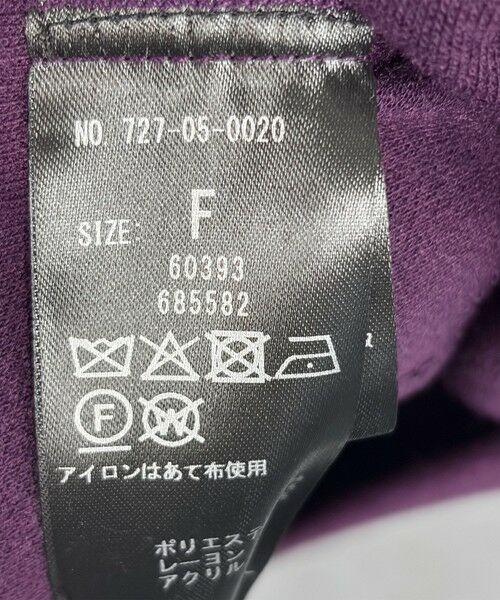 NO 727-05-0020
SIZE: F
60393
685582
F W
アイロンはあて布使用
ポリエステ
レーヨン
アクリル